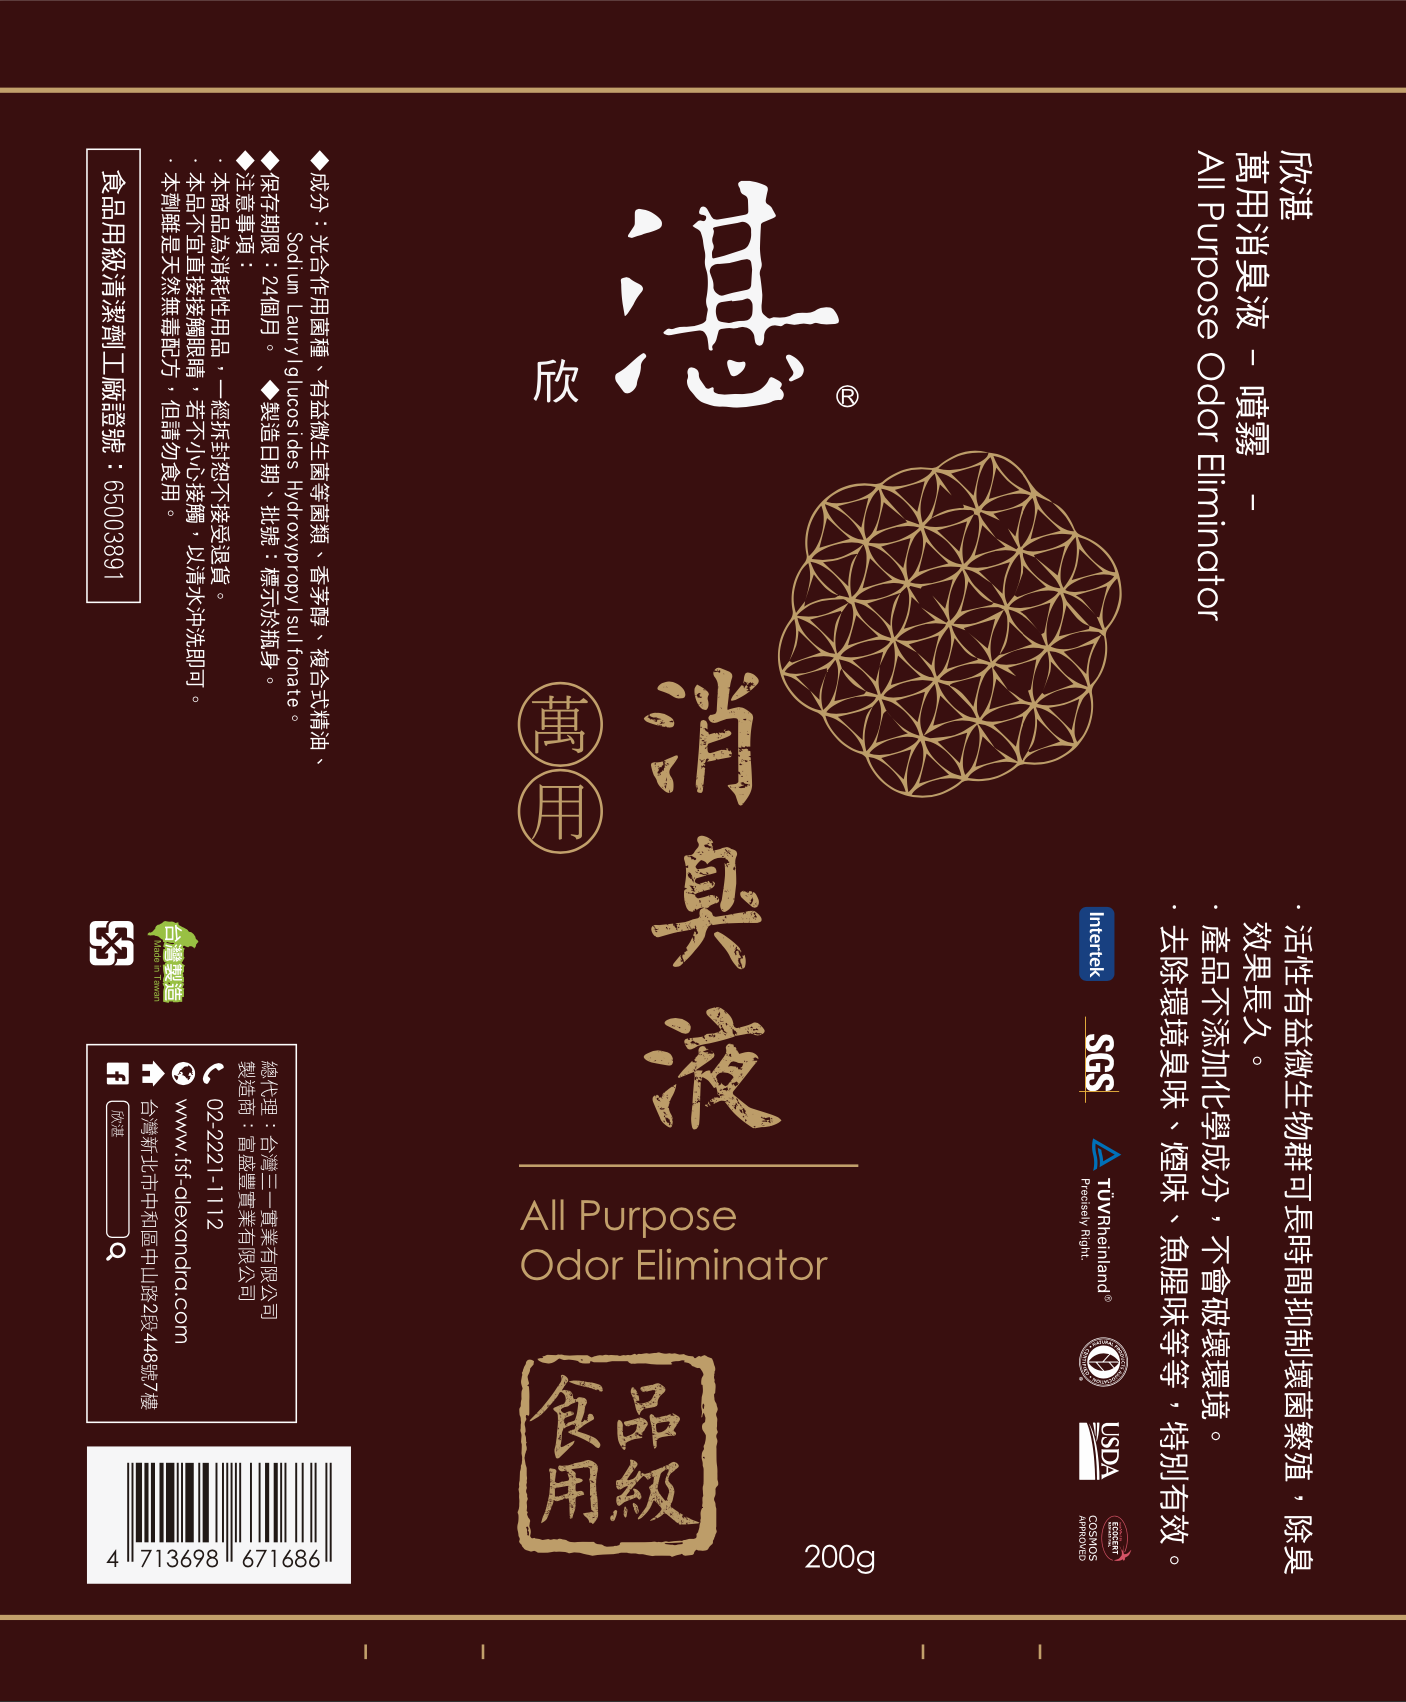 欣湛
萬用消臭液 - 噴霧 -
All Purpose Odor Eliminator
· 活性有益微生物群可長時間抑制壞菌繁殖，除臭
效果長久。
· 產品不添加化學成分，不會破壞環境。
· 去除環境臭味、煙味、魚腥味等等，特別有效。
Intertek
SGS
TÜVRheinland®
Precisely Right.
USDA
ECOCERT
COSMOS
APPROVED
湛®
欣
消臭液
萬用
All Purpose
Odor Eliminator
食品
用級
200g
◆成分：光合作用菌種、有益微生菌等菌類、香茅醇、複合式精油、
Sodium Laurylglucosides Hydroxypropylsulfonate。
◆保存期限：24個月。 ◆製造日期、批號：標示於瓶身。
◆注意事項：
· 本商品為消耗性用品，一經拆封恕不接受退貨。
· 本品不宜直接接觸眼睛，若不小心接觸，以清水沖洗即可。
· 本劑雖是天然無毒配方，但請勿食用。
食品用級清潔劑工廠證號：65003891
台灣製造
Made in Taiwan
總代理：台灣三一實業有限公司
製造商：富盛豐實業有限公司
02-2221-1112
www.fsf-alexandra.com
台灣新北市中和區中山路2段448號7樓
欣湛
4 713698 671686